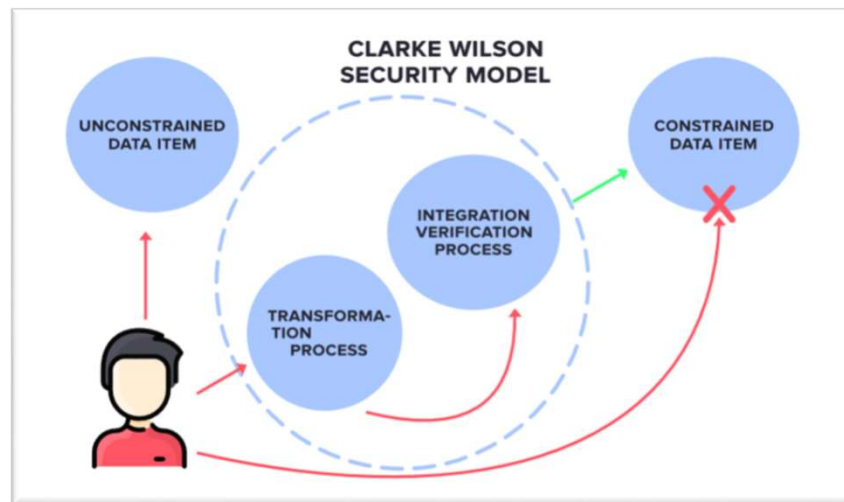 CLARKE WILSON
SECURITY MODEL
UNCONSTRAINED
DATA ITEM
CONSTRAINED
DATA ITEM
INTEGRATION
VERIFICATION
PROCESS
TRANSFORMA-
TION
PROCESS